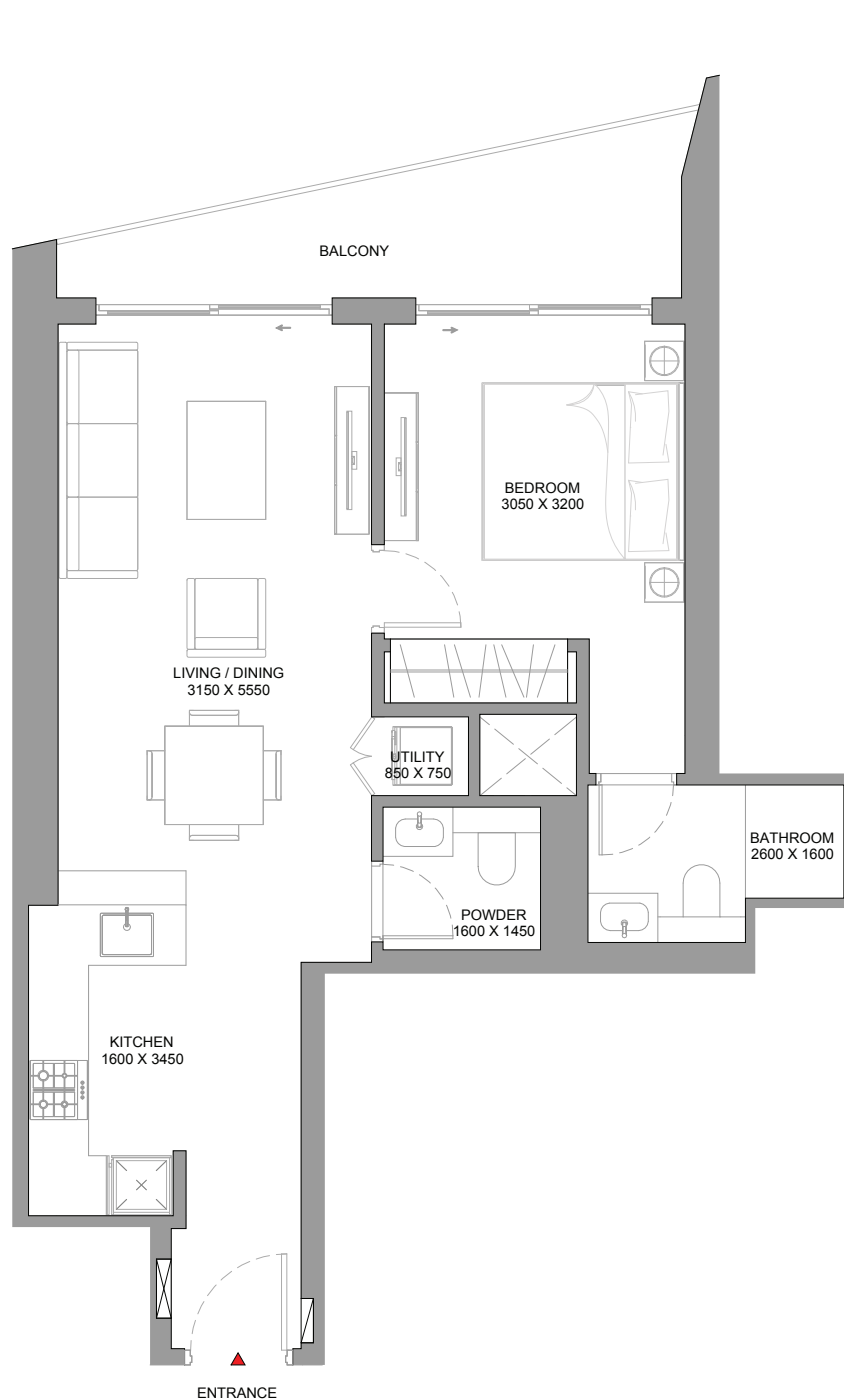 BALCONY
BEDROOM
3050 X 3200
LIVING / DINING
3150 X 5550
UTILITY
850 X 750
BATHROOM
2600 X 1600
POWDER
1600 X 1450
KITCHEN
1600 X 3450
ENTRANCE